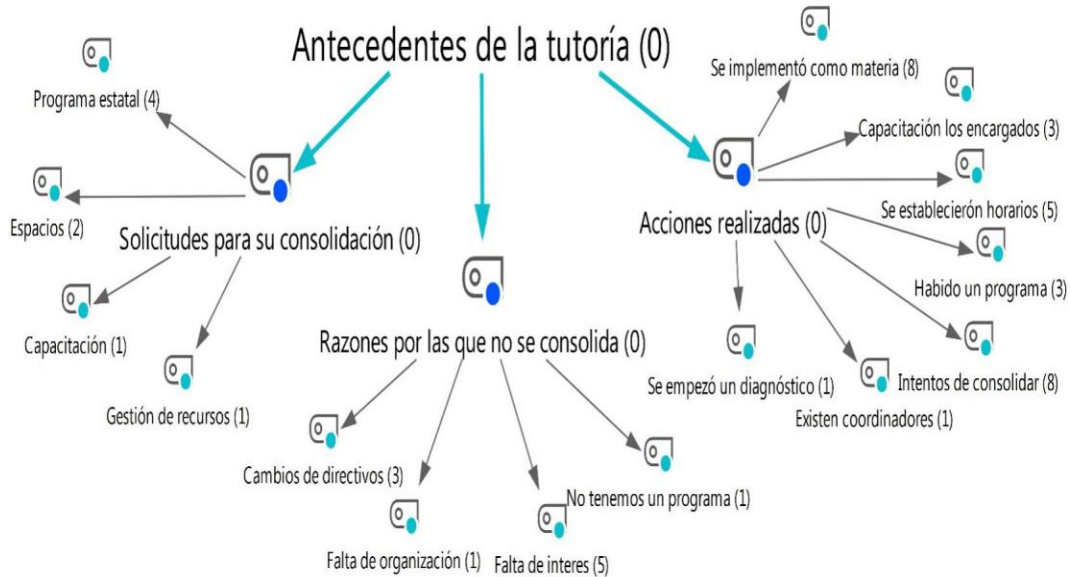 Antecedentes de la tutoría (0)
Programa estatal (4)
Espacios (2)
Solicitudes para su consolidación (0)
Capacitación (1)
Gestión de recursos (1)
Razones por las que no se consolida (0)
Cambios de directivos (3)
Falta de organización (1)
Falta de interes (5)
No tenemos un programa (1)
Se implementó como materia (8)
Capacitación los encargados (3)
Se establecierón horarios (5)
Acciones realizadas (0)
Habido un programa (3)
Intentos de consolidar (8)
Se empezó un diagnóstico (1)
Existen coordinadores (1)